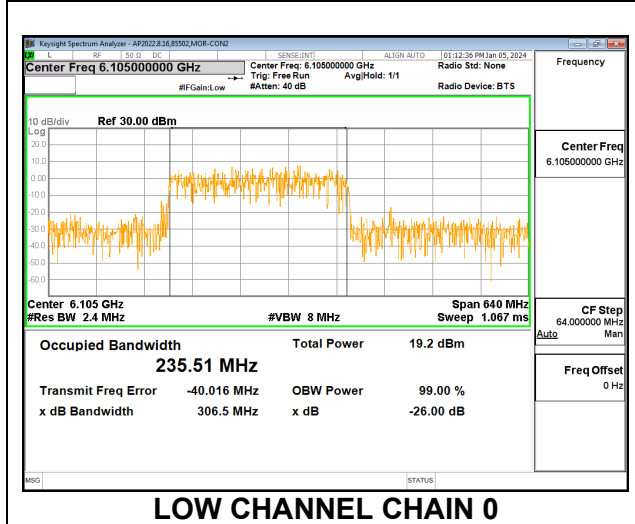 Keysight Spectrum Analyzer - AP2022.8.16,85502,MOR-CON2
L RF 50 Ω DC SENSE:INT ALIGN AUTO 01:12:36 PM Jan 05, 2024
Center Freq 6.105000000 GHz
Center Freq: 6.105000000 GHz Radio Std: None
Trig: Free Run Avg|Hold: 1/1
#IFGain:Low #Atten: 40 dB Radio Device: BTS
Frequency
10 dB/div Ref 30.00 dBm
Log
20.0
10.0
0.00
-10.0
-20.0
-30.0
-40.0
-50.0
-60.0
Center Freq
6.105000000 GHz
Center 6.105 GHz Span 640 MHz
#Res BW 2.4 MHz #VBW 8 MHz Sweep 1.067 ms
CF Step
64.000000 MHz
Auto Man
Occupied Bandwidth Total Power 19.2 dBm
235.51 MHz
Transmit Freq Error -40.016 MHz OBW Power 99.00 %
x dB Bandwidth 306.5 MHz x dB -26.00 dB
Freq Offset
0 Hz
MSG STATUS
LOW CHANNEL CHAIN 0